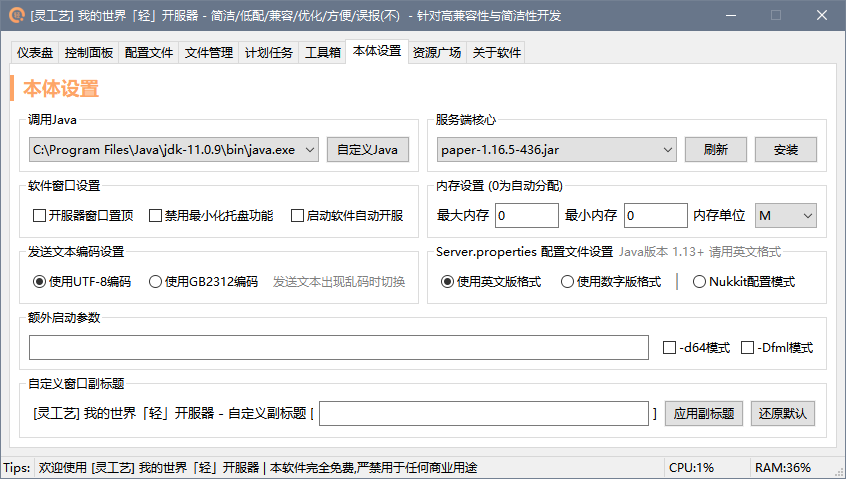 [灵工艺] 我的世界「轻」开服器 - 简洁/低配/兼容/优化/方便/误报(不) - 针对高兼容性与简洁性开发
仪表盘 控制面板 配置文件 文件管理 计划任务 工具箱 本体设置 资源广场 关于软件
本体设置
调用Java 服务端核心
C:\Program Files\Java\jdk-11.0.9\bin\java.exe 自定义Java paper-1.16.5-436.jar 刷新 安装
软件窗口设置 内存设置 (0为自动分配)
开服器窗口置顶 禁用最小化托盘功能 启动软件自动开服 最大内存 0 最小内存 0 内存单位 M
发送文本编码设置 Server.properties 配置文件设置 Java版本 1.13+ 请用英文格式
使用UTF-8编码 使用GB2312编码 发送文本出现乱码时切换 使用英文版格式 使用数字版格式 | Nukkit配置模式
额外启动参数
-d64模式 -Dfml模式
自定义窗口副标题
[灵工艺] 我的世界「轻」开服器 - 自定义副标题 [ ] 应用副标题 还原默认
Tips: 欢迎使用 [灵工艺] 我的世界「轻」开服器 | 本软件完全免费,严禁用于任何商业用途 CPU:1% RAM:36%